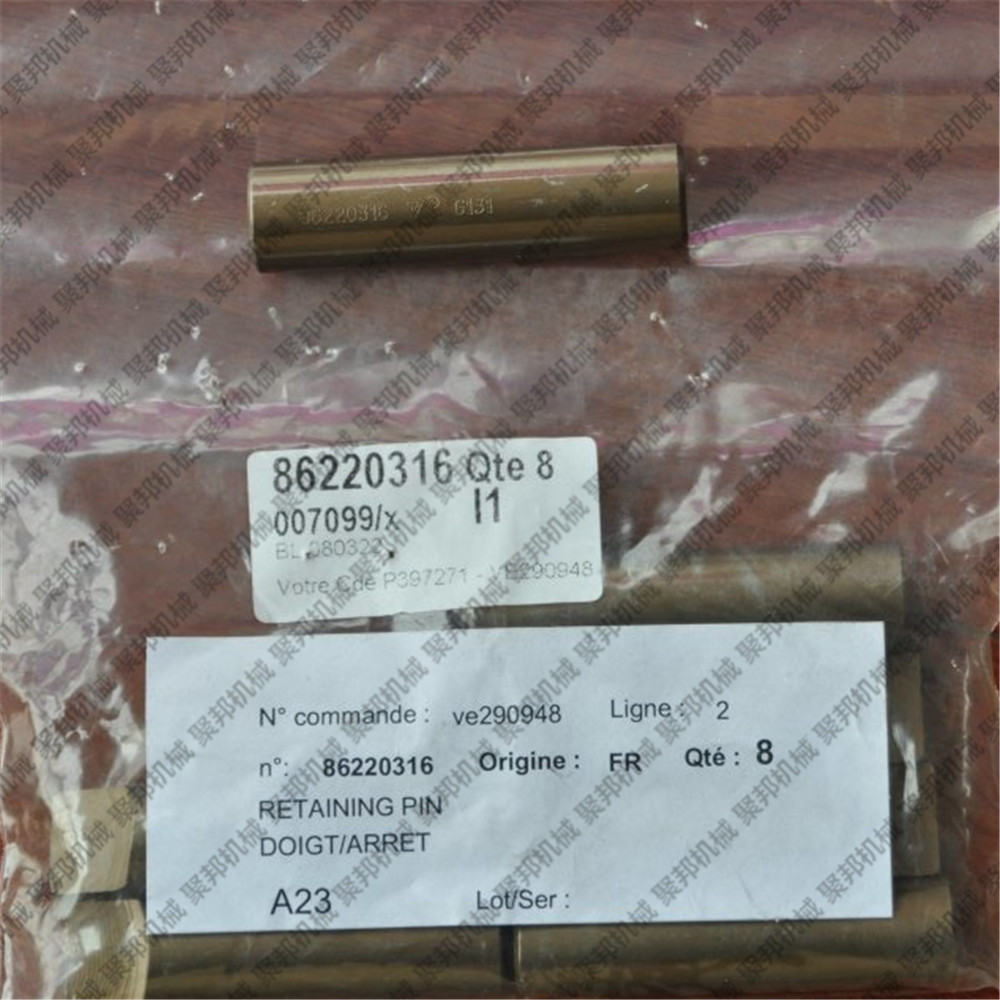 86220316 G131
86220316 Qte 8
007099/x I1
BL 080322
Votre Cde P397271 - VE290948
N° commande : ve290948 Ligne : 2
n°: 86220316 Origine : FR Qté : 8
RETAINING PIN
DOIGT/ARRET
A23 Lot/Ser :
聚邦机械